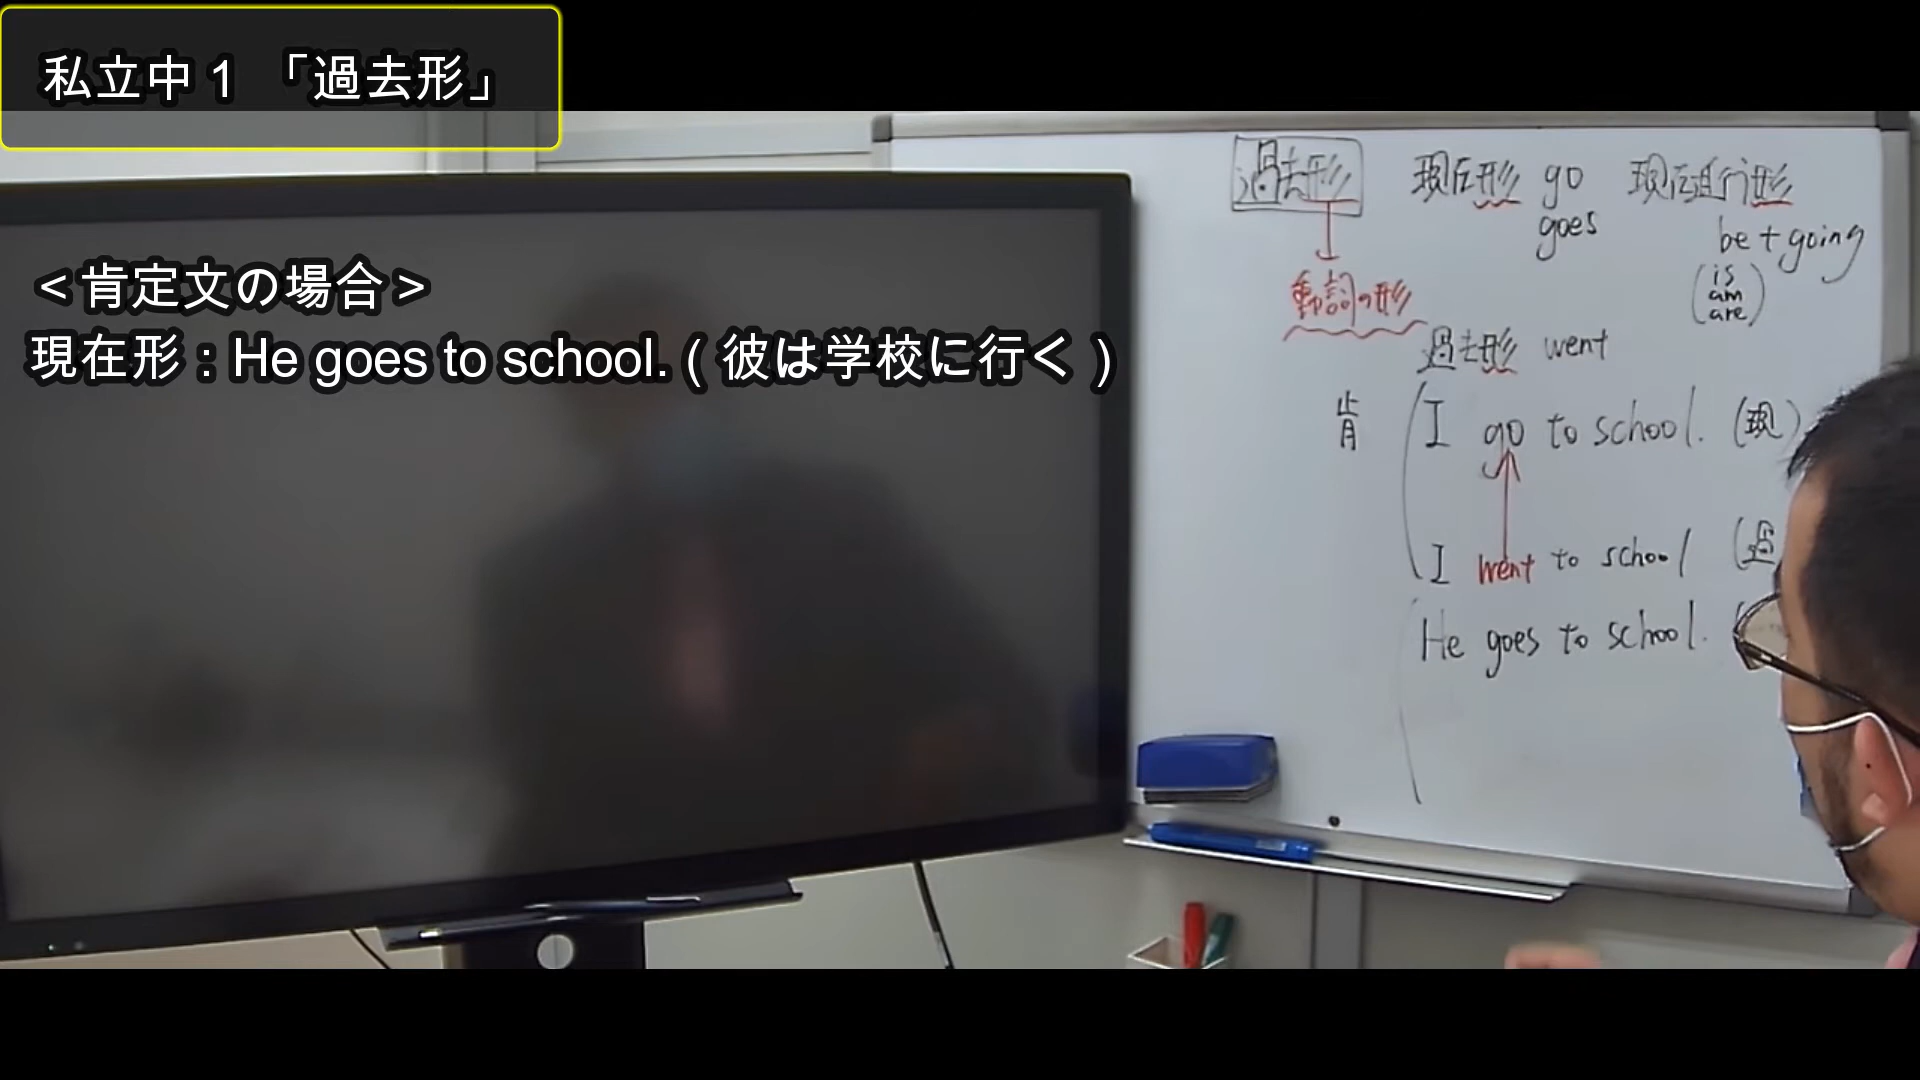 私立中１「過去形」
＜肯定文の場合＞
現在形：He goes to school.（彼は学校に行く）
過去形 現在形 go 現在進行形
goes be + going
(is
am
are)
動詞の形
過去形 went
肯 I go to school. (現)
I went to school (過
He goes to school. (